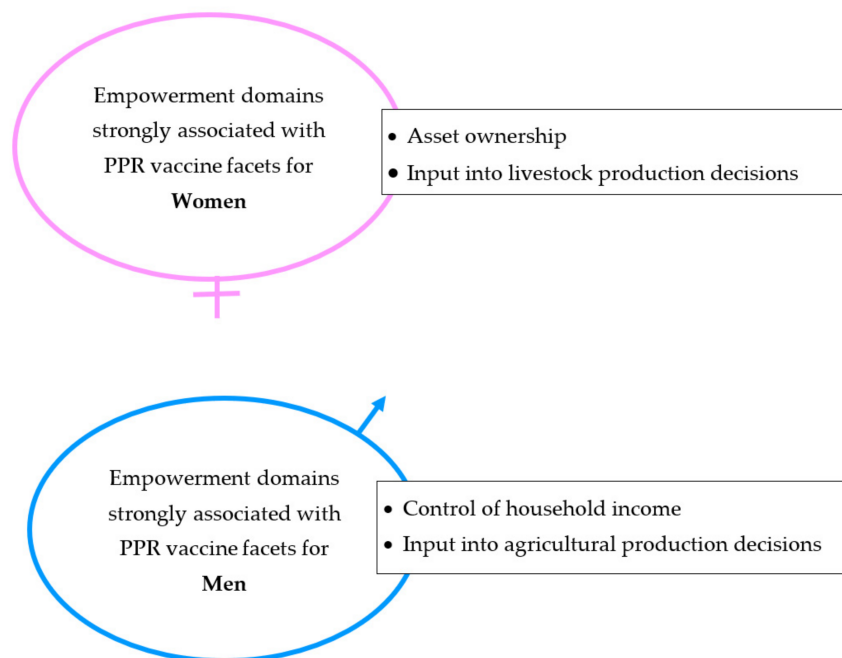 Empowerment domains
strongly associated with
PPR vaccine facets for
Women
• Asset ownership
• Input into livestock production decisions
Empowerment domains
strongly associated with
PPR vaccine facets for
Men
• Control of household income
• Input into agricultural production decisions